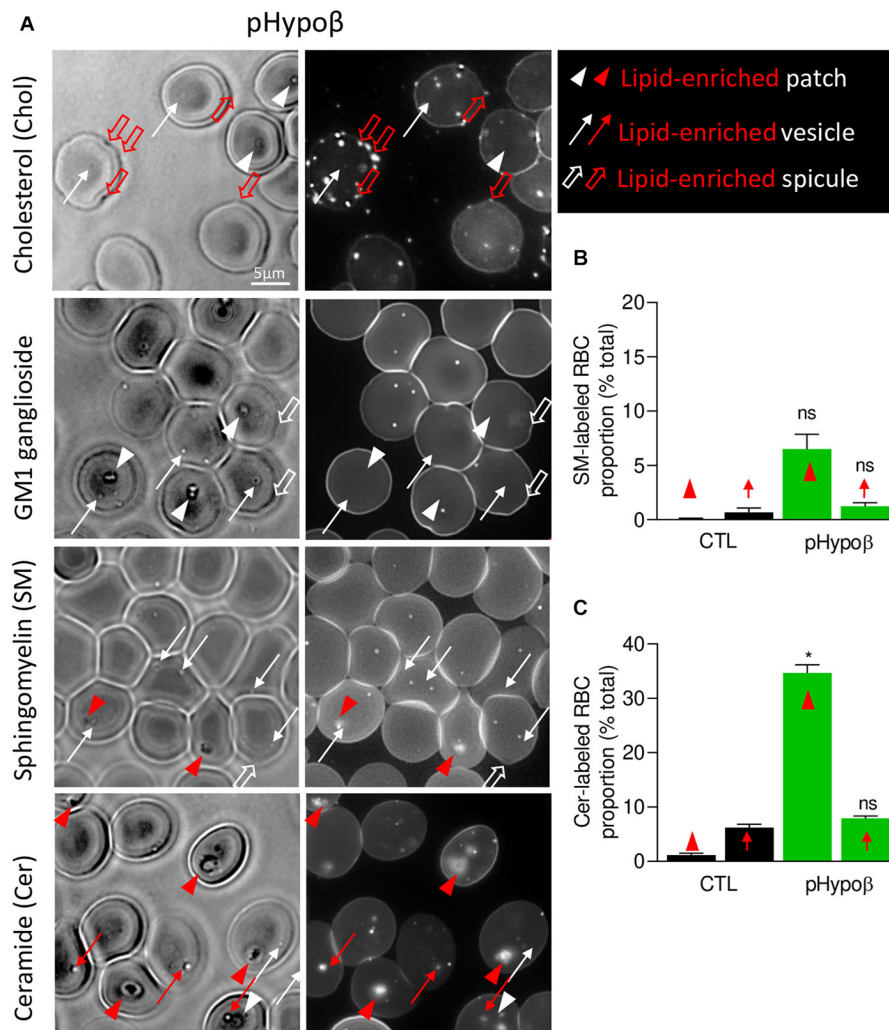 pHypoβ
A
Cholesterol (Chol)
5µm
GM1 ganglioside
Sphingomyelin (SM)
Ceramide (Cer)
Lipid-enriched patch
Lipid-enriched vesicle
Lipid-enriched spicule
B
SM-labeled RBC
proportion (% total)
20
15
10
5
0
ns
ns
CTL
pHypoβ
C
Cer-labeled RBC
proportion (% total)
40
30
20
10
0
*
ns
CTL
pHypoβ